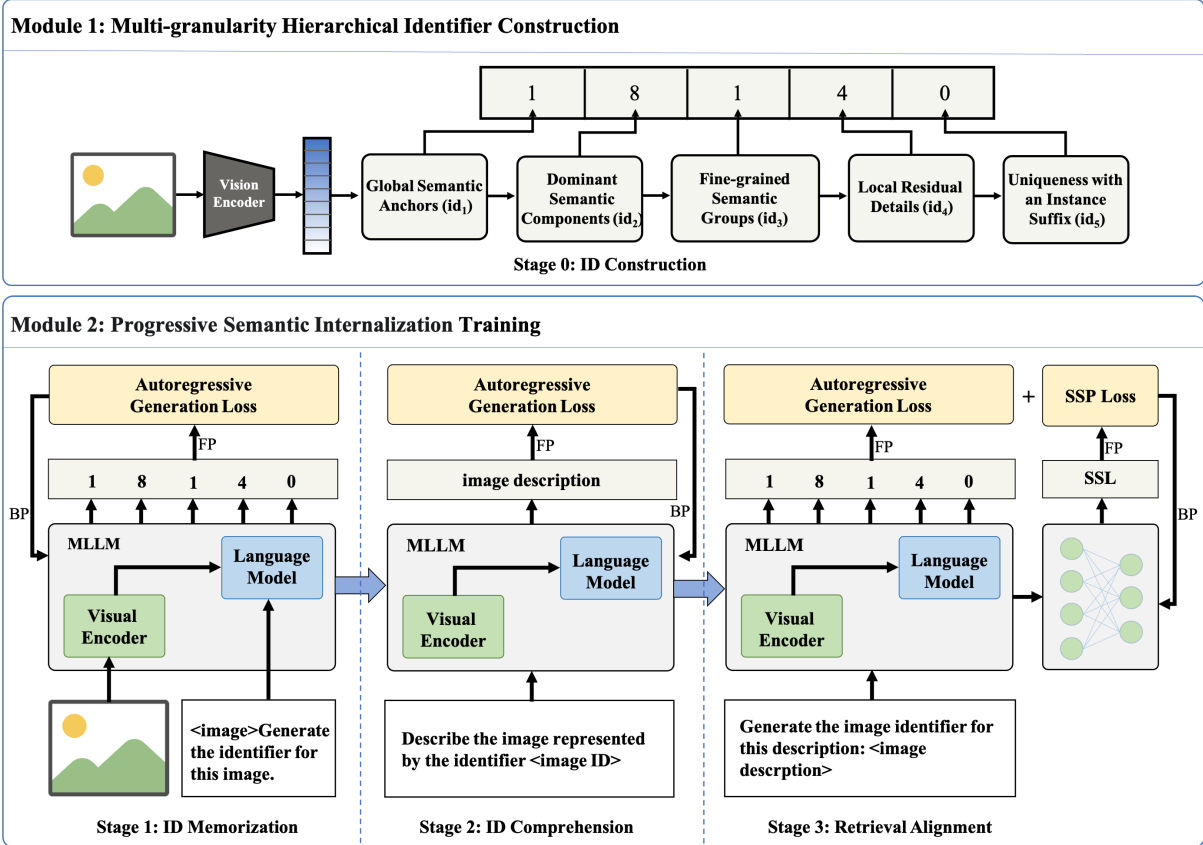 Module 1: Multi-granularity Hierarchical Identifier Construction
1 8 1 4 0
Vision
Encoder
Global Semantic
Anchors (id1)
Dominant
Semantic
Components (id2)
Fine-grained
Semantic
Groups (id3)
Local Residual
Details (id4)
Uniqueness with
an Instance
Suffix (id5)
Stage 0: ID Construction
Module 2: Progressive Semantic Internalization Training
Autoregressive
Generation Loss
FP
1 8 1 4 0
BP
MLLM
Language
Model
Visual
Encoder
<image>Generate
the identifier for
this image.
Stage 1: ID Memorization
Autoregressive
Generation Loss
FP
image description
BP
MLLM
Language
Model
Visual
Encoder
Describe the image represented
by the identifier <image ID>
Stage 2: ID Comprehension
Autoregressive
Generation Loss
+
SSP Loss
FP
FP
1 8 1 4 0
SSL
BP
MLLM
Language
Model
Visual
Encoder
Generate the image identifier for
this description: <image
descrption>
Stage 3: Retrieval Alignment